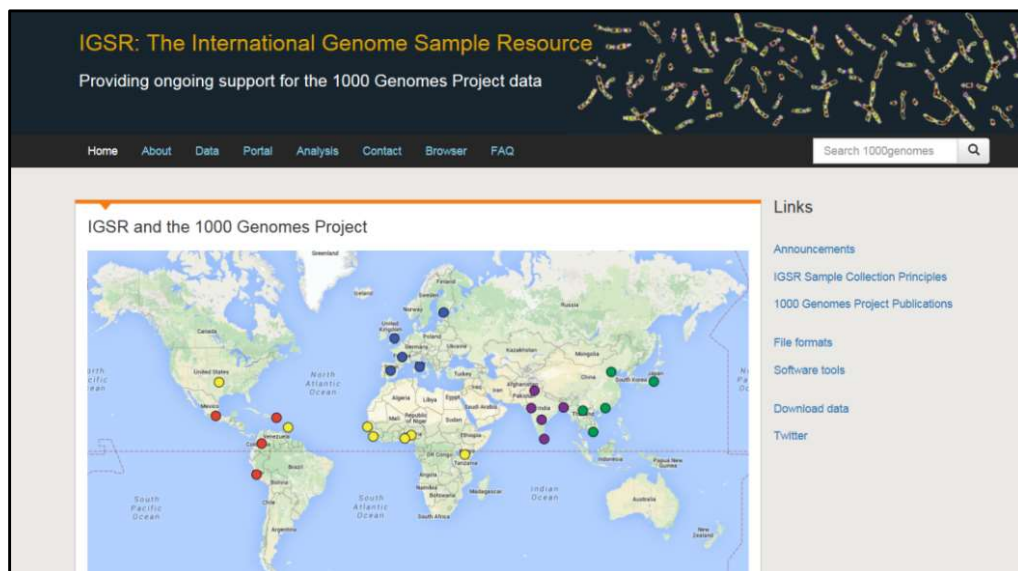 IGSR: The International Genome Sample Resource
Providing ongoing support for the 1000 Genomes Project data
Home About Data Portal Analysis Contact Browser FAQ
Search 1000genomes
IGSR and the 1000 Genomes Project
Links
Announcements
IGSR Sample Collection Principles
1000 Genomes Project Publications
File formats
Software tools
Download data
Twitter
Greenland
Iceland
Finland
Sweden
Norway
Russia
Canada
United Kingdom
Poland
Germany
Ukraine
Kazakhstan
Mongolia
United States
North Atlantic Ocean
Turkey
Afghanistan
Pakistan
China
South Korea
Japan
Mexico
Algeria
Libya
Egypt
Saudi Arabia
India
Mali
Sudan
Ethiopia
Venezuela
DR Congo
Tanzania
Indonesia
Papua New Guinea
Brazil
Bolivia
Angola
Namibia
Botswana
Madagascar
Indian Ocean
Australia
South Pacific Ocean
Chile
South Atlantic Ocean
South Africa
Argentina
New Zealand